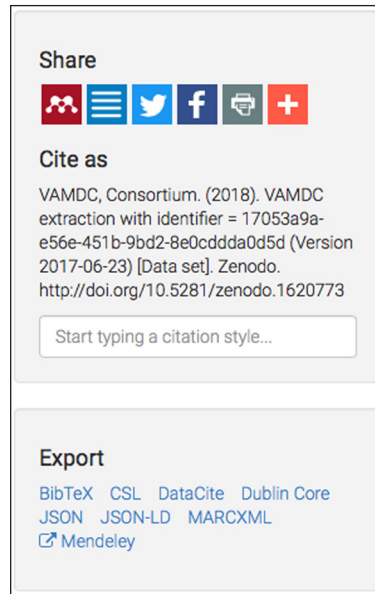 Share
Cite as
VAMDC, Consortium. (2018). VAMDC
extraction with identifier = 17053a9a-
e56e-451b-9bd2-8e0cddda0d5d (Version
2017-06-23) [Data set]. Zenodo.
http://doi.org/10.5281/zenodo.1620773
Start typing a citation style...
Export
BibTeX CSL DataCite Dublin Core
JSON JSON-LD MARCXML
Mendeley